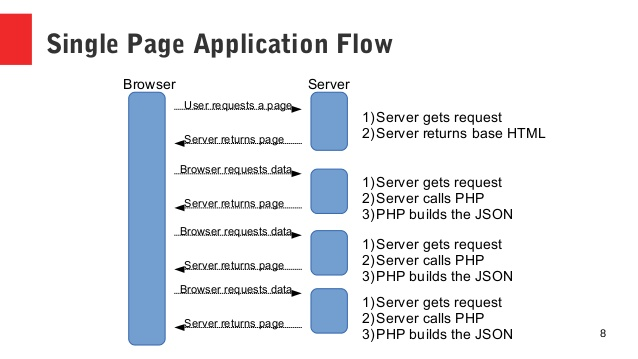 Single Page Application Flow
Browser
Server
User requests a page
Server returns page
1)Server gets request
2)Server returns base HTML
Browser requests data
Server returns page
1)Server gets request
2)Server calls PHP
3)PHP builds the JSON
Browser requests data
Server returns page
1)Server gets request
2)Server calls PHP
3)PHP builds the JSON
Browser requests data
Server returns page
1)Server gets request
2)Server calls PHP
3)PHP builds the JSON
8